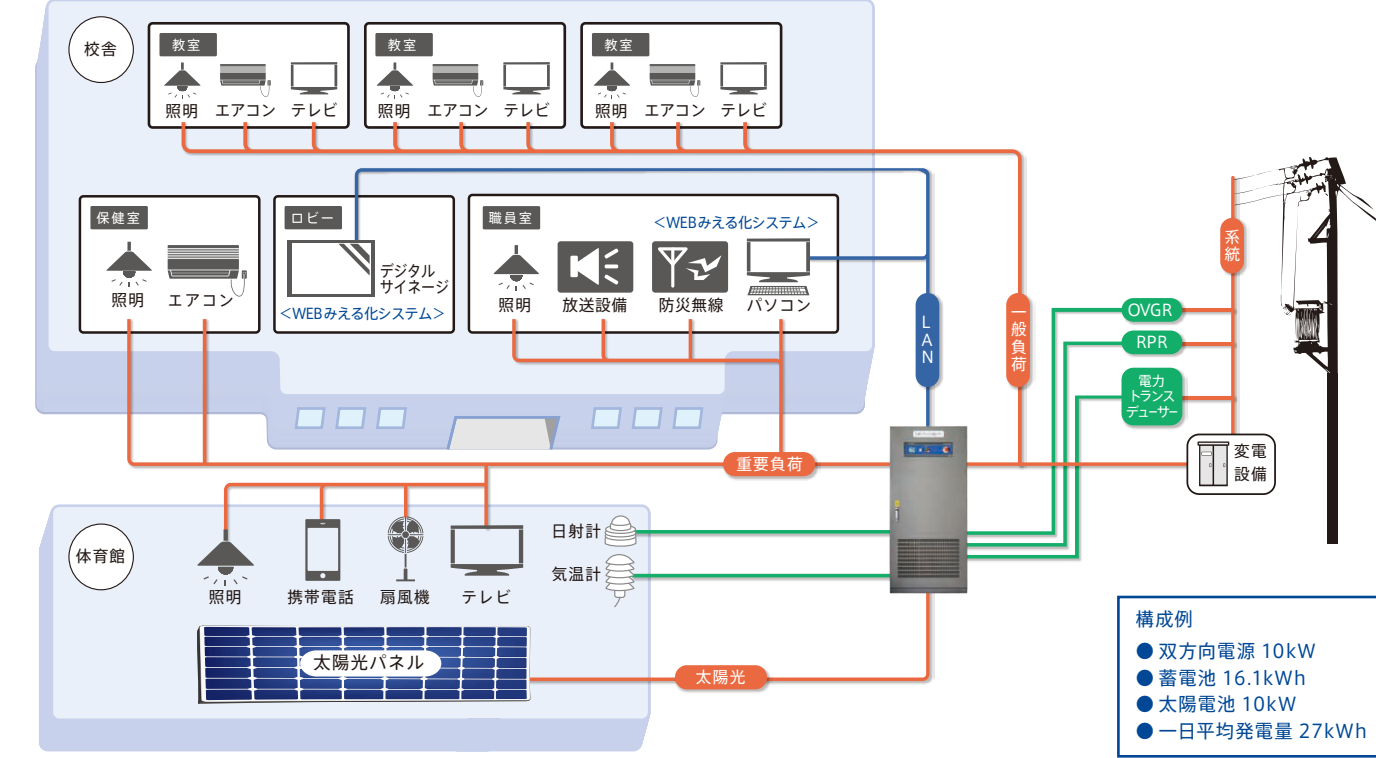 校舎
教室
照明
エアコン
テレビ
教室
照明
エアコン
テレビ
教室
照明
エアコン
テレビ
保健室
照明
エアコン
ロビー
デジタル
サイネージ
<WEBみえる化システム>
職員室
<WEBみえる化システム>
照明
放送設備
防災無線
パソコン
LAN
一般負荷
系統
OVGR
RPR
電力
トランス
デューサー
変電
設備
重要負荷
体育館
照明
携帯電話
扇風機
テレビ
日射計
気温計
太陽光パネル
太陽光
構成例
● 双方向電源 10kW
● 蓄電池 16.1kWh
● 太陽電池 10kW
● 一日平均発電量 27kWh